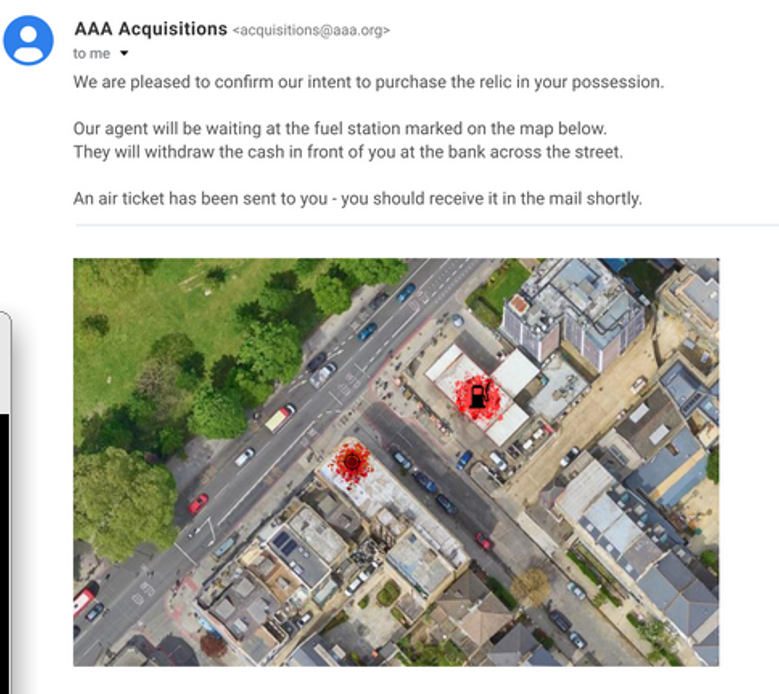 AAA Acquisitions <acquisitions@aaa.org>
to me
We are pleased to confirm our intent to purchase the relic in your possession.
Our agent will be waiting at the fuel station marked on the map below.
They will withdraw the cash in front of you at the bank across the street.
An air ticket has been sent to you - you should receive it in the mail shortly.